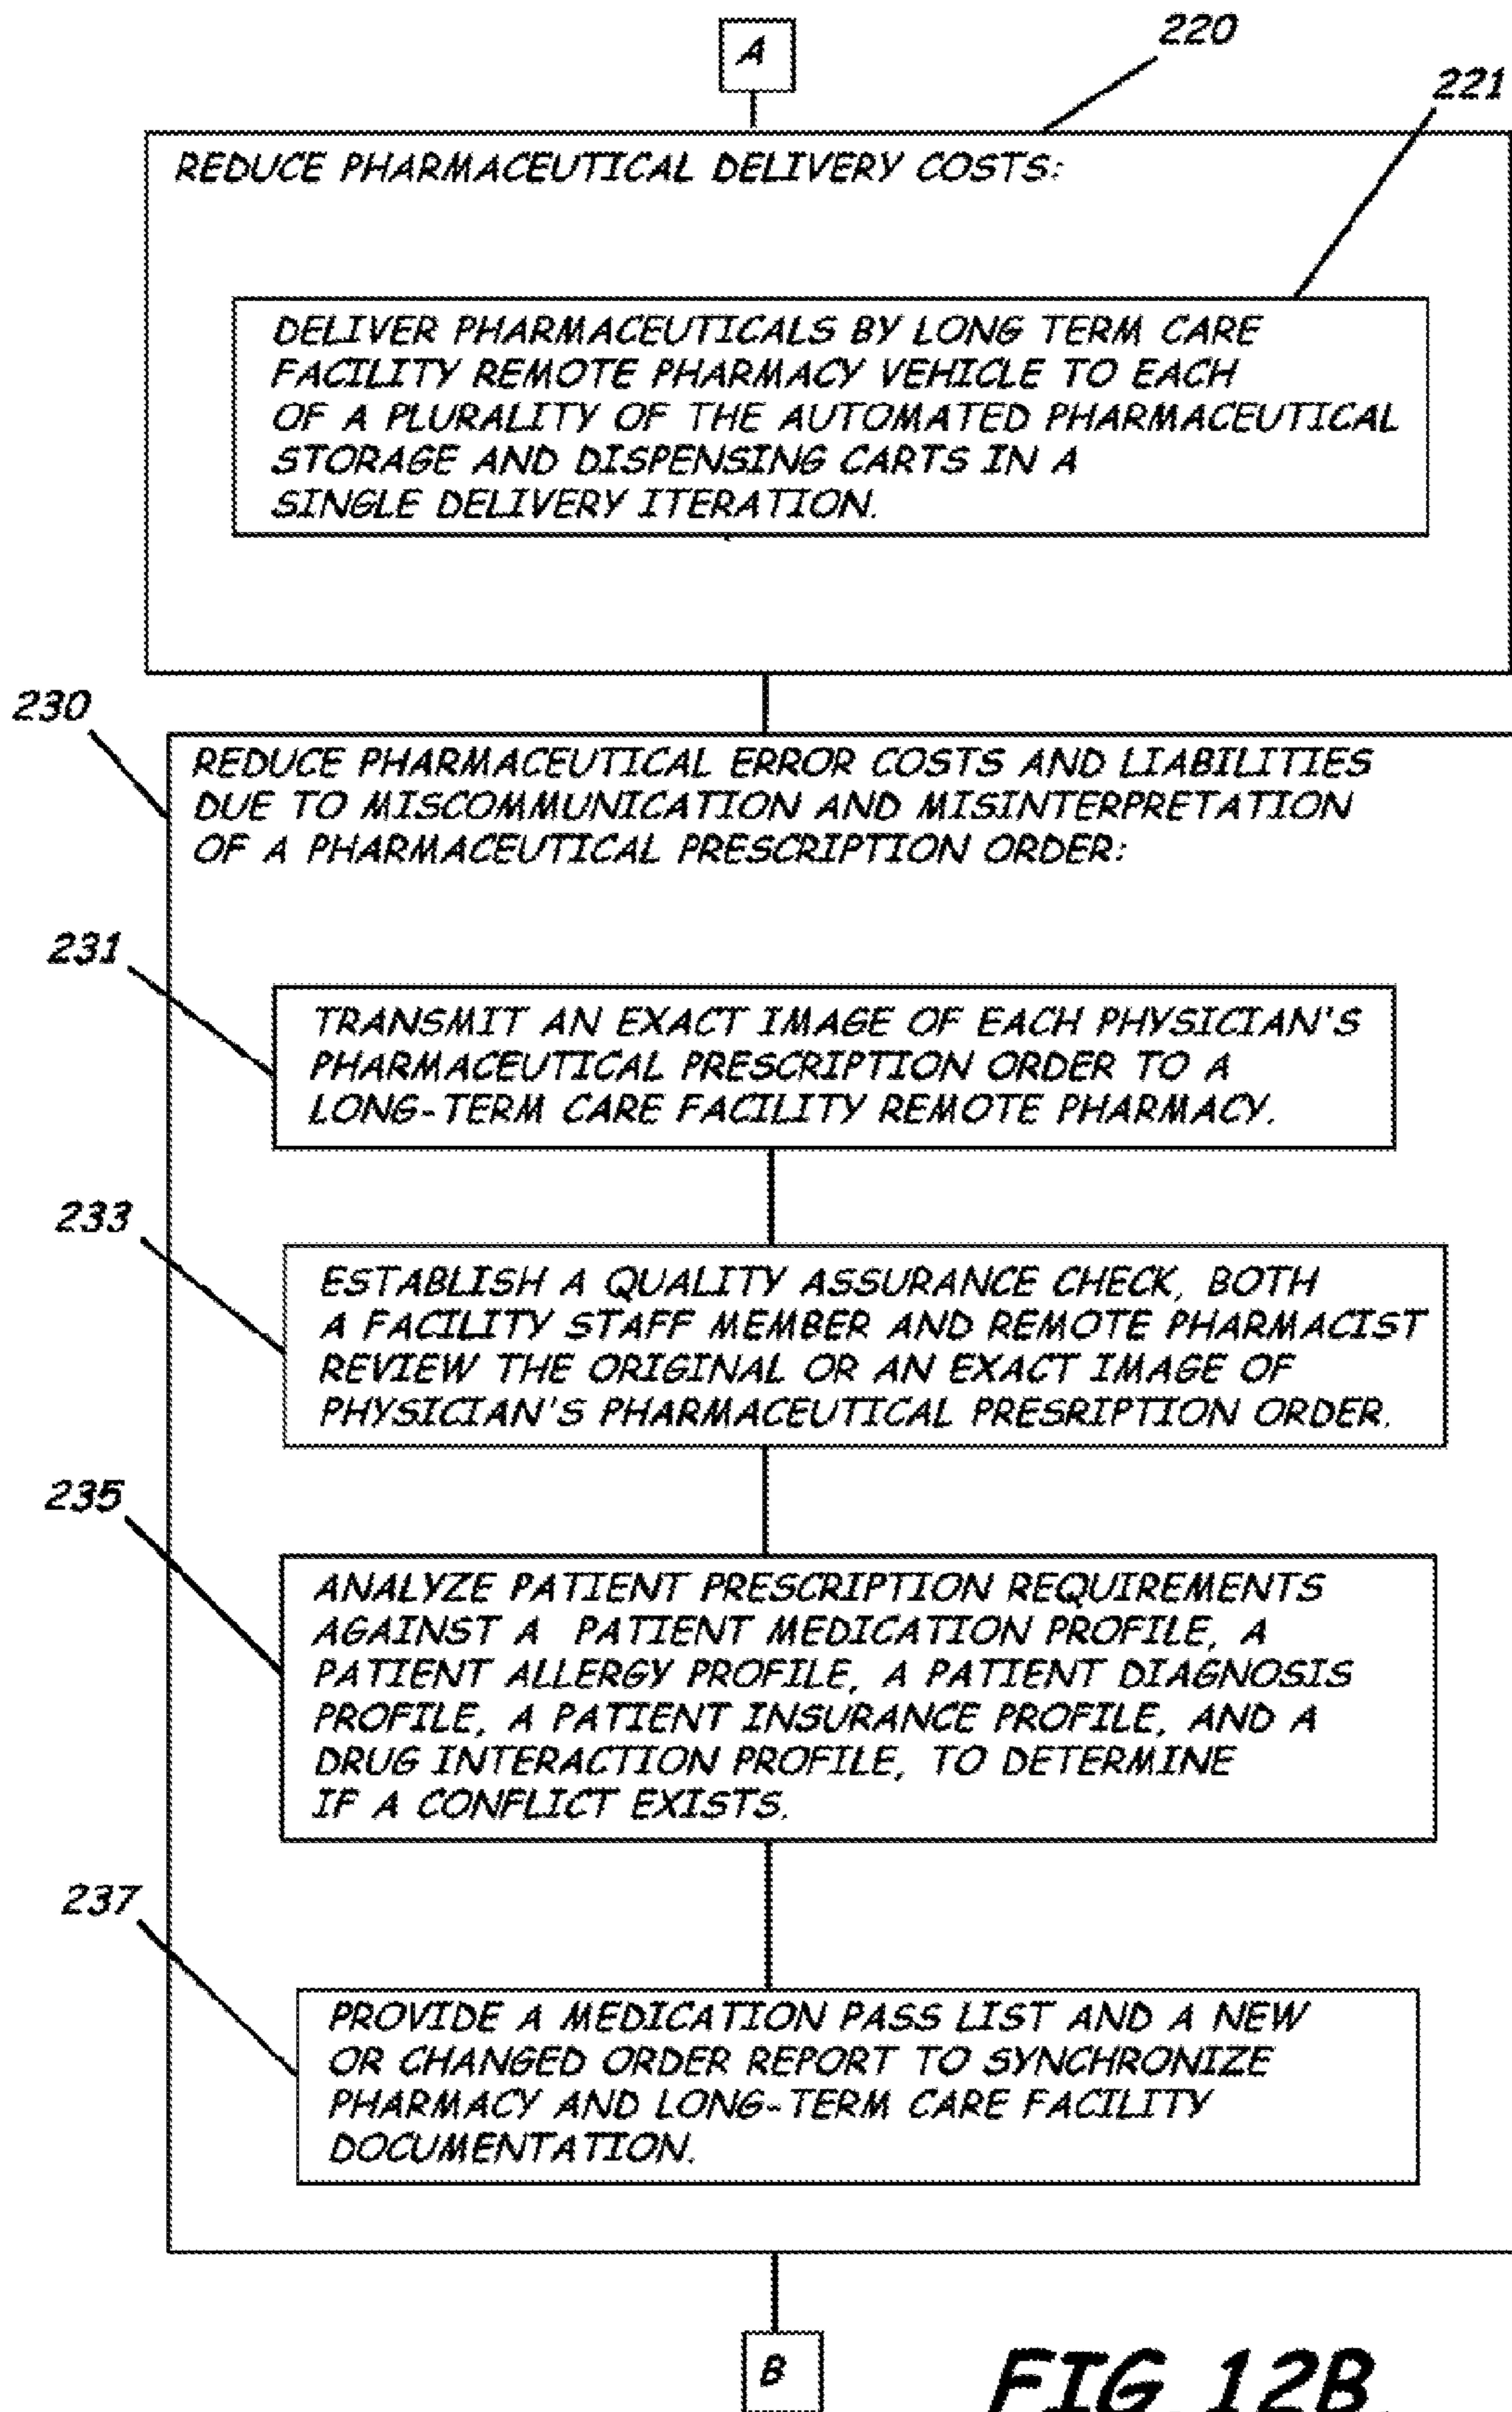 A
220
221
REDUCE PHARMACEUTICAL DELIVERY COSTS:
DELIVER PHARMACEUTICALS BY LONG TERM CARE
FACILITY REMOTE PHARMACY VEHICLE TO EACH
OF A PLURALITY OF THE AUTOMATED PHARMACEUTICAL
STORAGE AND DISPENSING CARTS IN A
SINGLE DELIVERY ITERATION.
230
REDUCE PHARMACEUTICAL ERROR COSTS AND LIABILITIES
DUE TO MISCOMMUNICATION AND MISINTERPRETATION
OF A PHARMACEUTICAL PRESCRIPTION ORDER:
231
TRANSMIT AN EXACT IMAGE OF EACH PHYSICIAN'S
PHARMACEUTICAL PRESCRIPTION ORDER TO A
LONG-TERM CARE FACILITY REMOTE PHARMACY.
233
ESTABLISH A QUALITY ASSURANCE CHECK, BOTH
A FACILITY STAFF MEMBER AND REMOTE PHARMACIST
REVIEW THE ORIGINAL OR AN EXACT IMAGE OF
PHYSICIAN'S PHARMACEUTICAL PRESRIPTION ORDER.
235
ANALYZE PATIENT PRESCRIPTION REQUIREMENTS
AGAINST A PATIENT MEDICATION PROFILE, A
PATIENT ALLERGY PROFILE, A PATIENT DIAGNOSIS
PROFILE, A PATIENT INSURANCE PROFILE, AND A
DRUG INTERACTION PROFILE, TO DETERMINE
IF A CONFLICT EXISTS.
237
PROVIDE A MEDICATION PASS LIST AND A NEW
OR CHANGED ORDER REPORT TO SYNCHRONIZE
PHARMACY AND LONG-TERM CARE FACILITY
DOCUMENTATION.
B
FIG. 12B.